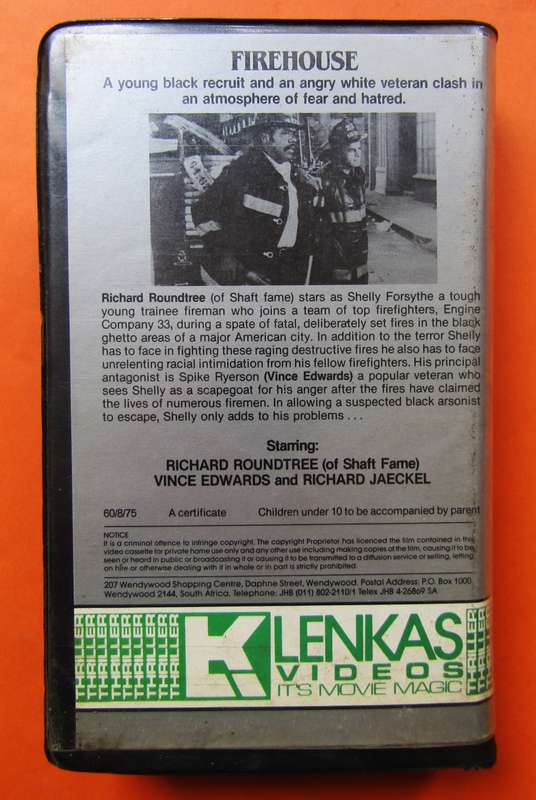 FIREHOUSE
A young black recruit and an angry white veteran clash in
an atmosphere of fear and hatred.
Richard Roundtree (of Shaft fame) stars as Shelly Forsythe a tough
young trainee fireman who joins a team of top firefighters, Engine
Company 33, during a spate of fatal, deliberately set fires in the black
ghetto areas of a major American city. In addition to the terror Shelly
has to face in fighting these raging destructive fires he also has to face
unrelenting racial intimidation from his fellow firefighters. His principal
antagonist is Spike Ryerson (Vince Edwards) a popular veteran who
sees Shelly as a scapegoat for his anger after the fires have claimed
the lives of numerous firemen. In allowing a suspected black arsonist
to escape, Shelly only adds to his problems . . .
Starring:
RICHARD ROUNDTREE (of Shaft Fame)
VINCE EDWARDS and RICHARD JAECKEL
60/8/75 A certificate Children under 10 to be accompanied by parent
NOTICE
It is a criminal offence to infringe copyright. The copyright Proprietor has licenced the film contained in this
video cassette for private home use only and any other use including making copies of the film, causing it to be
seen or heard in public or broadcasting it or causing it to be transmitted to a diffusion service or selling, letting,
on hire or otherwise dealing with it in whole or in part is strictly prohibited.
207 Wendywood Shopping Centre, Daphne Street, Wendywood. Postal Address: P.O. Box 1000,
Wendywood 2144, South Africa. Telephone: JHB (011) 802-2110/1 Telex JHB 4-26869 SA
THRILLER THRILLER THRILLER THRILLER THRILLER THRILLER
K LENKAS
VIDEOS
IT'S MOVIE MAGIC
THRILLER THRILLER